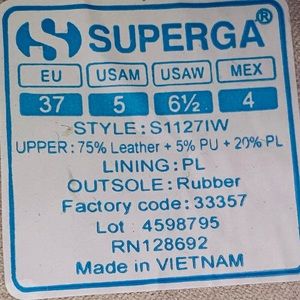 SUPERGA®
EU USAM USAW MEX
37 5 6½ 4
STYLE: S1127IW
UPPER: 75% Leather + 5% PU + 20% PL
LINING: PL
OUTSOLE: Rubber
Factory code: 33357
Lot 4598795
RN128692
Made in VIETNAM